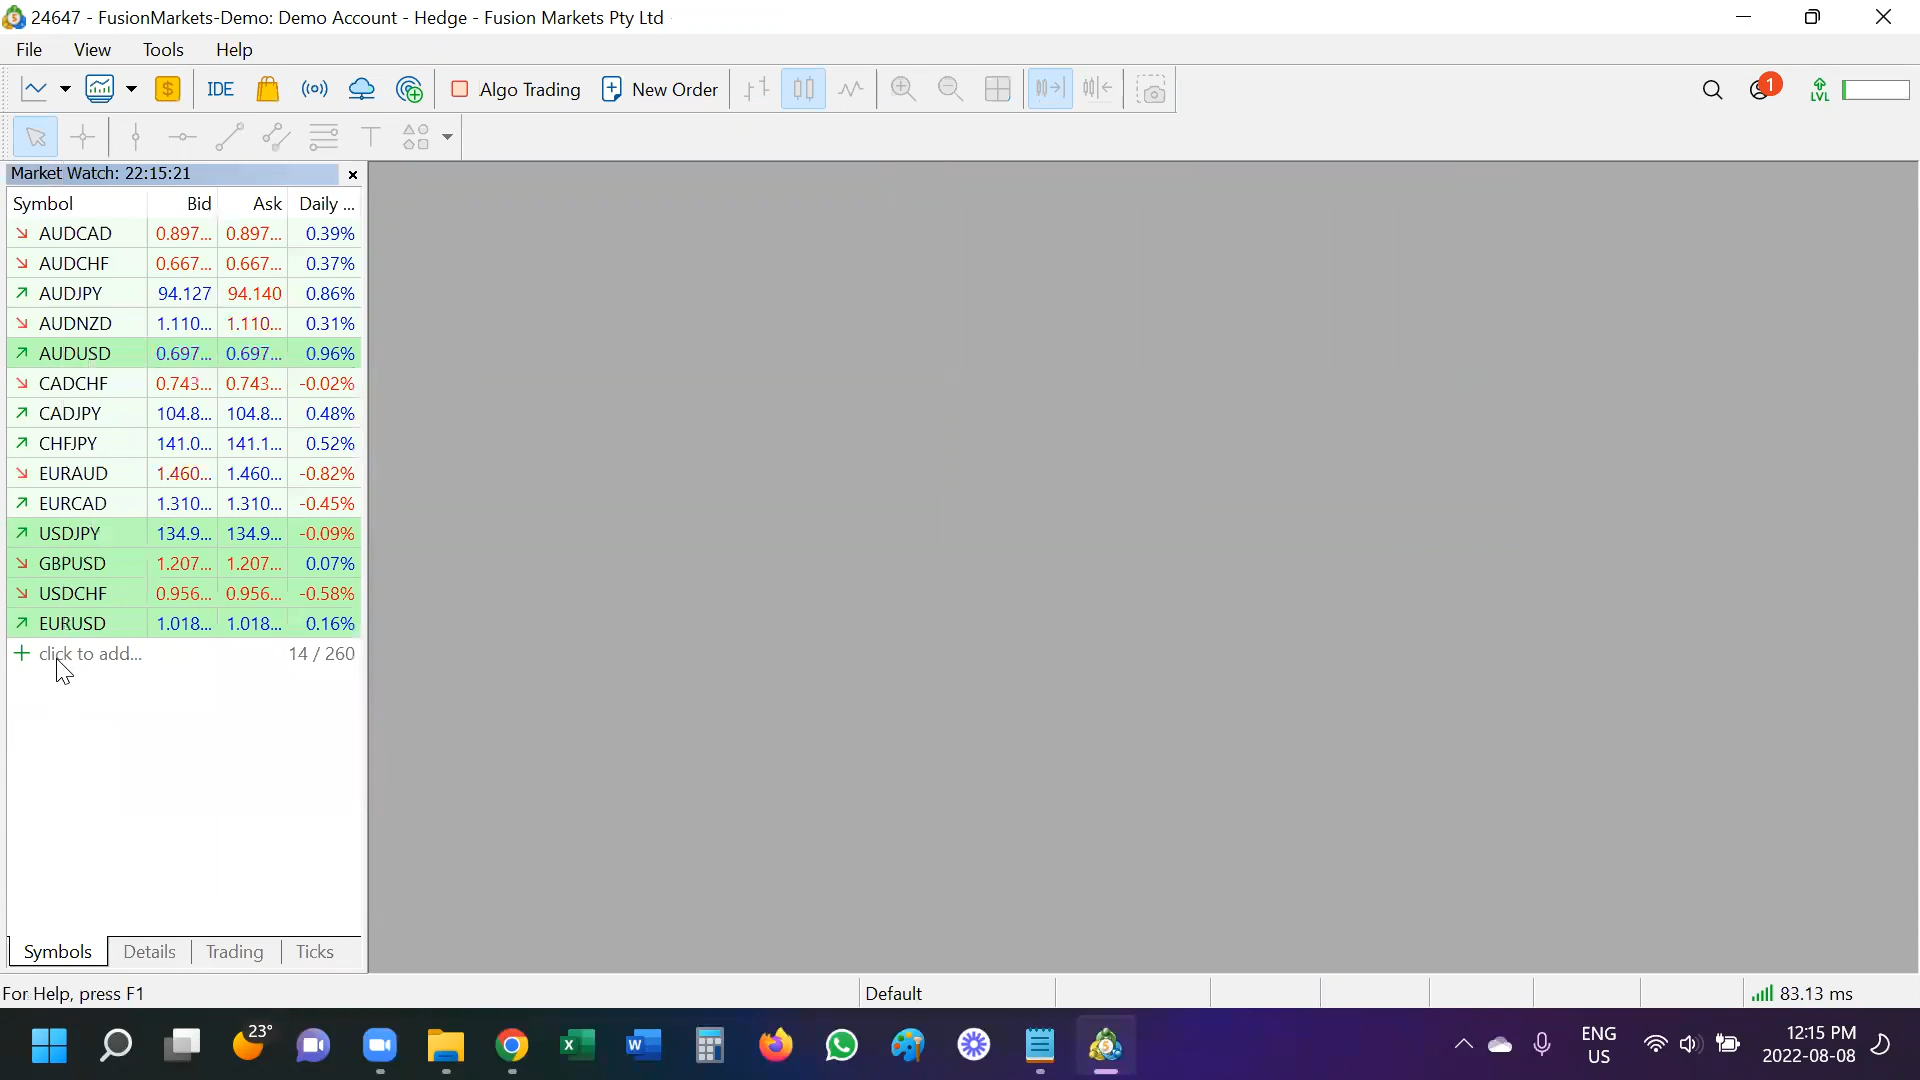 24647 - FusionMarkets-Demo: Demo Account - Hedge - Fusion Markets Pty Ltd
File View Tools Help
IDE Algo Trading New Order 1 LVL
Market Watch: 22:15:21
Symbol Bid Ask Daily ...
AUDCAD 0.897... 0.897... 0.39%
AUDCHF 0.667... 0.667... 0.37%
AUDJPY 94.127 94.140 0.86%
AUDNZD 1.110... 1.110... 0.31%
AUDUSD 0.697... 0.697... 0.96%
CADCHF 0.743... 0.743... -0.02%
CADJPY 104.8... 104.8... 0.48%
CHFJPY 141.0... 141.1... 0.52%
EURAUD 1.460... 1.460... -0.82%
EURCAD 1.310... 1.310... -0.45%
USDJPY 134.9... 134.9... -0.09%
GBPUSD 1.207... 1.207... 0.07%
USDCHF 0.956... 0.956... -0.58%
EURUSD 1.018... 1.018... 0.16%
click to add... 14 / 260
Symbols Details Trading Ticks
For Help, press F1 Default 83.13 ms
23° ENG 12:15 PM
US 2022-08-08